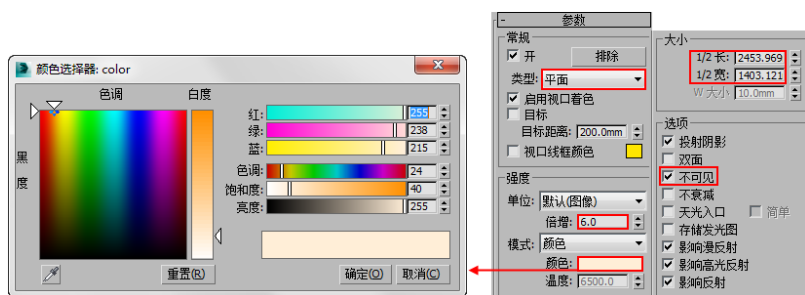 颜色选择器: color
色调
白度
黑度
红: 255
绿: 238
蓝: 215
色调: 24
饱和度: 40
亮度: 255
重置(R)
确定(O)
取消(C)
- 参数
常规
开
排除
类型: 平面
启用视口着色
目标
目标距离: 200.0mm
视口线框颜色
强度
单位: 默认(图像)
倍增: 6.0
模式: 颜色
颜色:
温度: 6500.0
大小
1/2 长: 2453.969
1/2 宽: 1403.121
W 大小 10.0mm
选项
投射阴影
双面
不可见
不衰减
天光入口
简单
存储发光图
影响漫反射
影响高光反射
影响反射